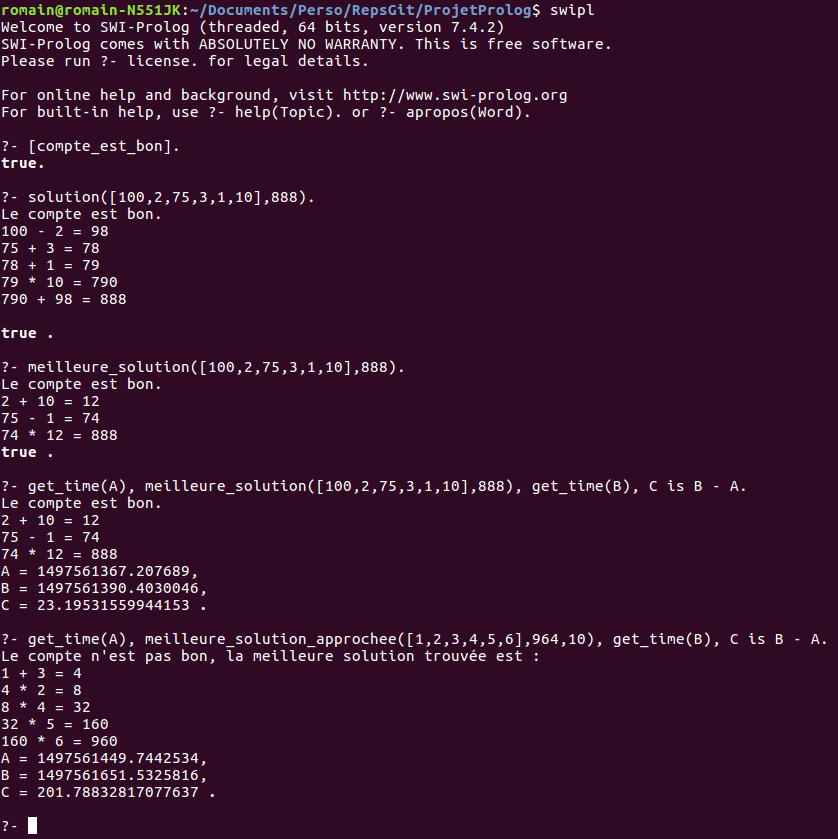 romain@romain-N551JK:~/Documents/Perso/RepsGit/ProjetProlog$ swipl
Welcome to SWI-Prolog (threaded, 64 bits, version 7.4.2)
SWI-Prolog comes with ABSOLUTELY NO WARRANTY. This is free software.
Please run ?- license. for legal details.
For online help and background, visit http://www.swi-prolog.org
For built-in help, use ?- help(Topic). or ?- apropos(Word).
?- [compte_est_bon].
true.
?- solution([100,2,75,3,1,10],888).
Le compte est bon.
100 - 2 = 98
75 + 3 = 78
78 + 1 = 79
79 * 10 = 790
790 + 98 = 888
true .
?- meilleure_solution([100,2,75,3,1,10],888).
Le compte est bon.
2 + 10 = 12
75 - 1 = 74
74 * 12 = 888
true .
?- get_time(A), meilleure_solution([100,2,75,3,1,10],888), get_time(B), C is B - A.
Le compte est bon.
2 + 10 = 12
75 - 1 = 74
74 * 12 = 888
A = 1497561367.207689,
B = 1497561390.4030046,
C = 23.19531559944153 .
?- get_time(A), meilleure_solution_approchee([1,2,3,4,5,6],964,10), get_time(B), C is B - A.
Le compte n'est pas bon, la meilleure solution trouvée est :
1 + 3 = 4
4 * 2 = 8
8 * 4 = 32
32 * 5 = 160
160 * 6 = 960
A = 1497561449.7442534,
B = 1497561651.5325816,
C = 201.78832817077637 .
?-